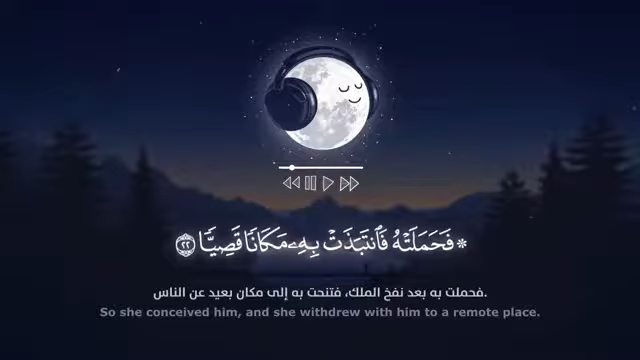 ۞ فَحَمَلَتْهُ فَٱنتَبَذَتْ بِهِۦ مَكَانًا قَصِيًّا ٢٢
فحملت به بعد نفخ الملك، فتنحت به إلى مكان بعيد عن الناس.
So she conceived him, and she withdrew with him to a remote place.